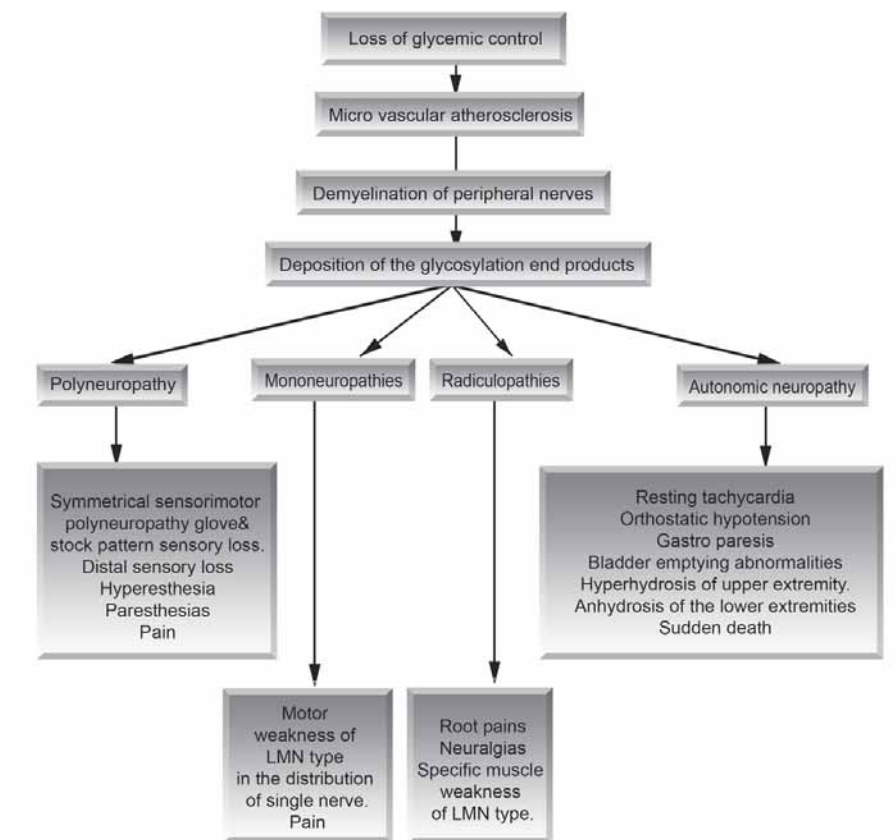 Loss of glycemic control
Micro vascular atherosclerosis
Demyelination of peripheral nerves
Deposition of the glycosylation end products
Polyneuropathy
Mononeuropathies
Radiculopathies
Autonomic neuropathy
Symmetrical sensorimotor
polyneuropathy glove&
stock pattern sensory loss.
Distal sensory loss
Hyperesthesia
Paresthesias
Pain
Resting tachycardia
Orthostatic hypotension
Gastro paresis
Bladder emptying abnormalities
Hyperhydrosis of upper extremity.
Anhydrosis of the lower extremities
Sudden death
Motor
weakness of
LMN type
in the distribution
of single nerve.
Pain
Root pains
Neuralgias
Specific muscle
weakness
of LMN type.